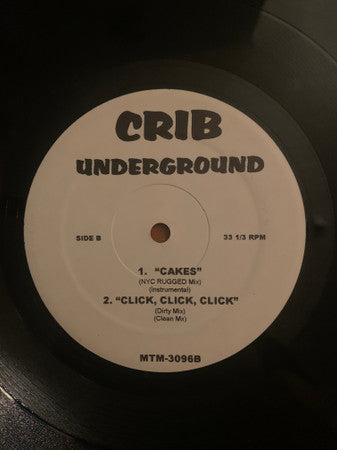 CRIB
UNDERGROUND
SIDE B 33 1/3 RPM
1. "CAKES"
(NYC RUGGED Mix)
(Instrumental)
2. "CLICK, CLICK, CLICK"
(Dirty Mix)
(Clean Mix)
MTM-3096B